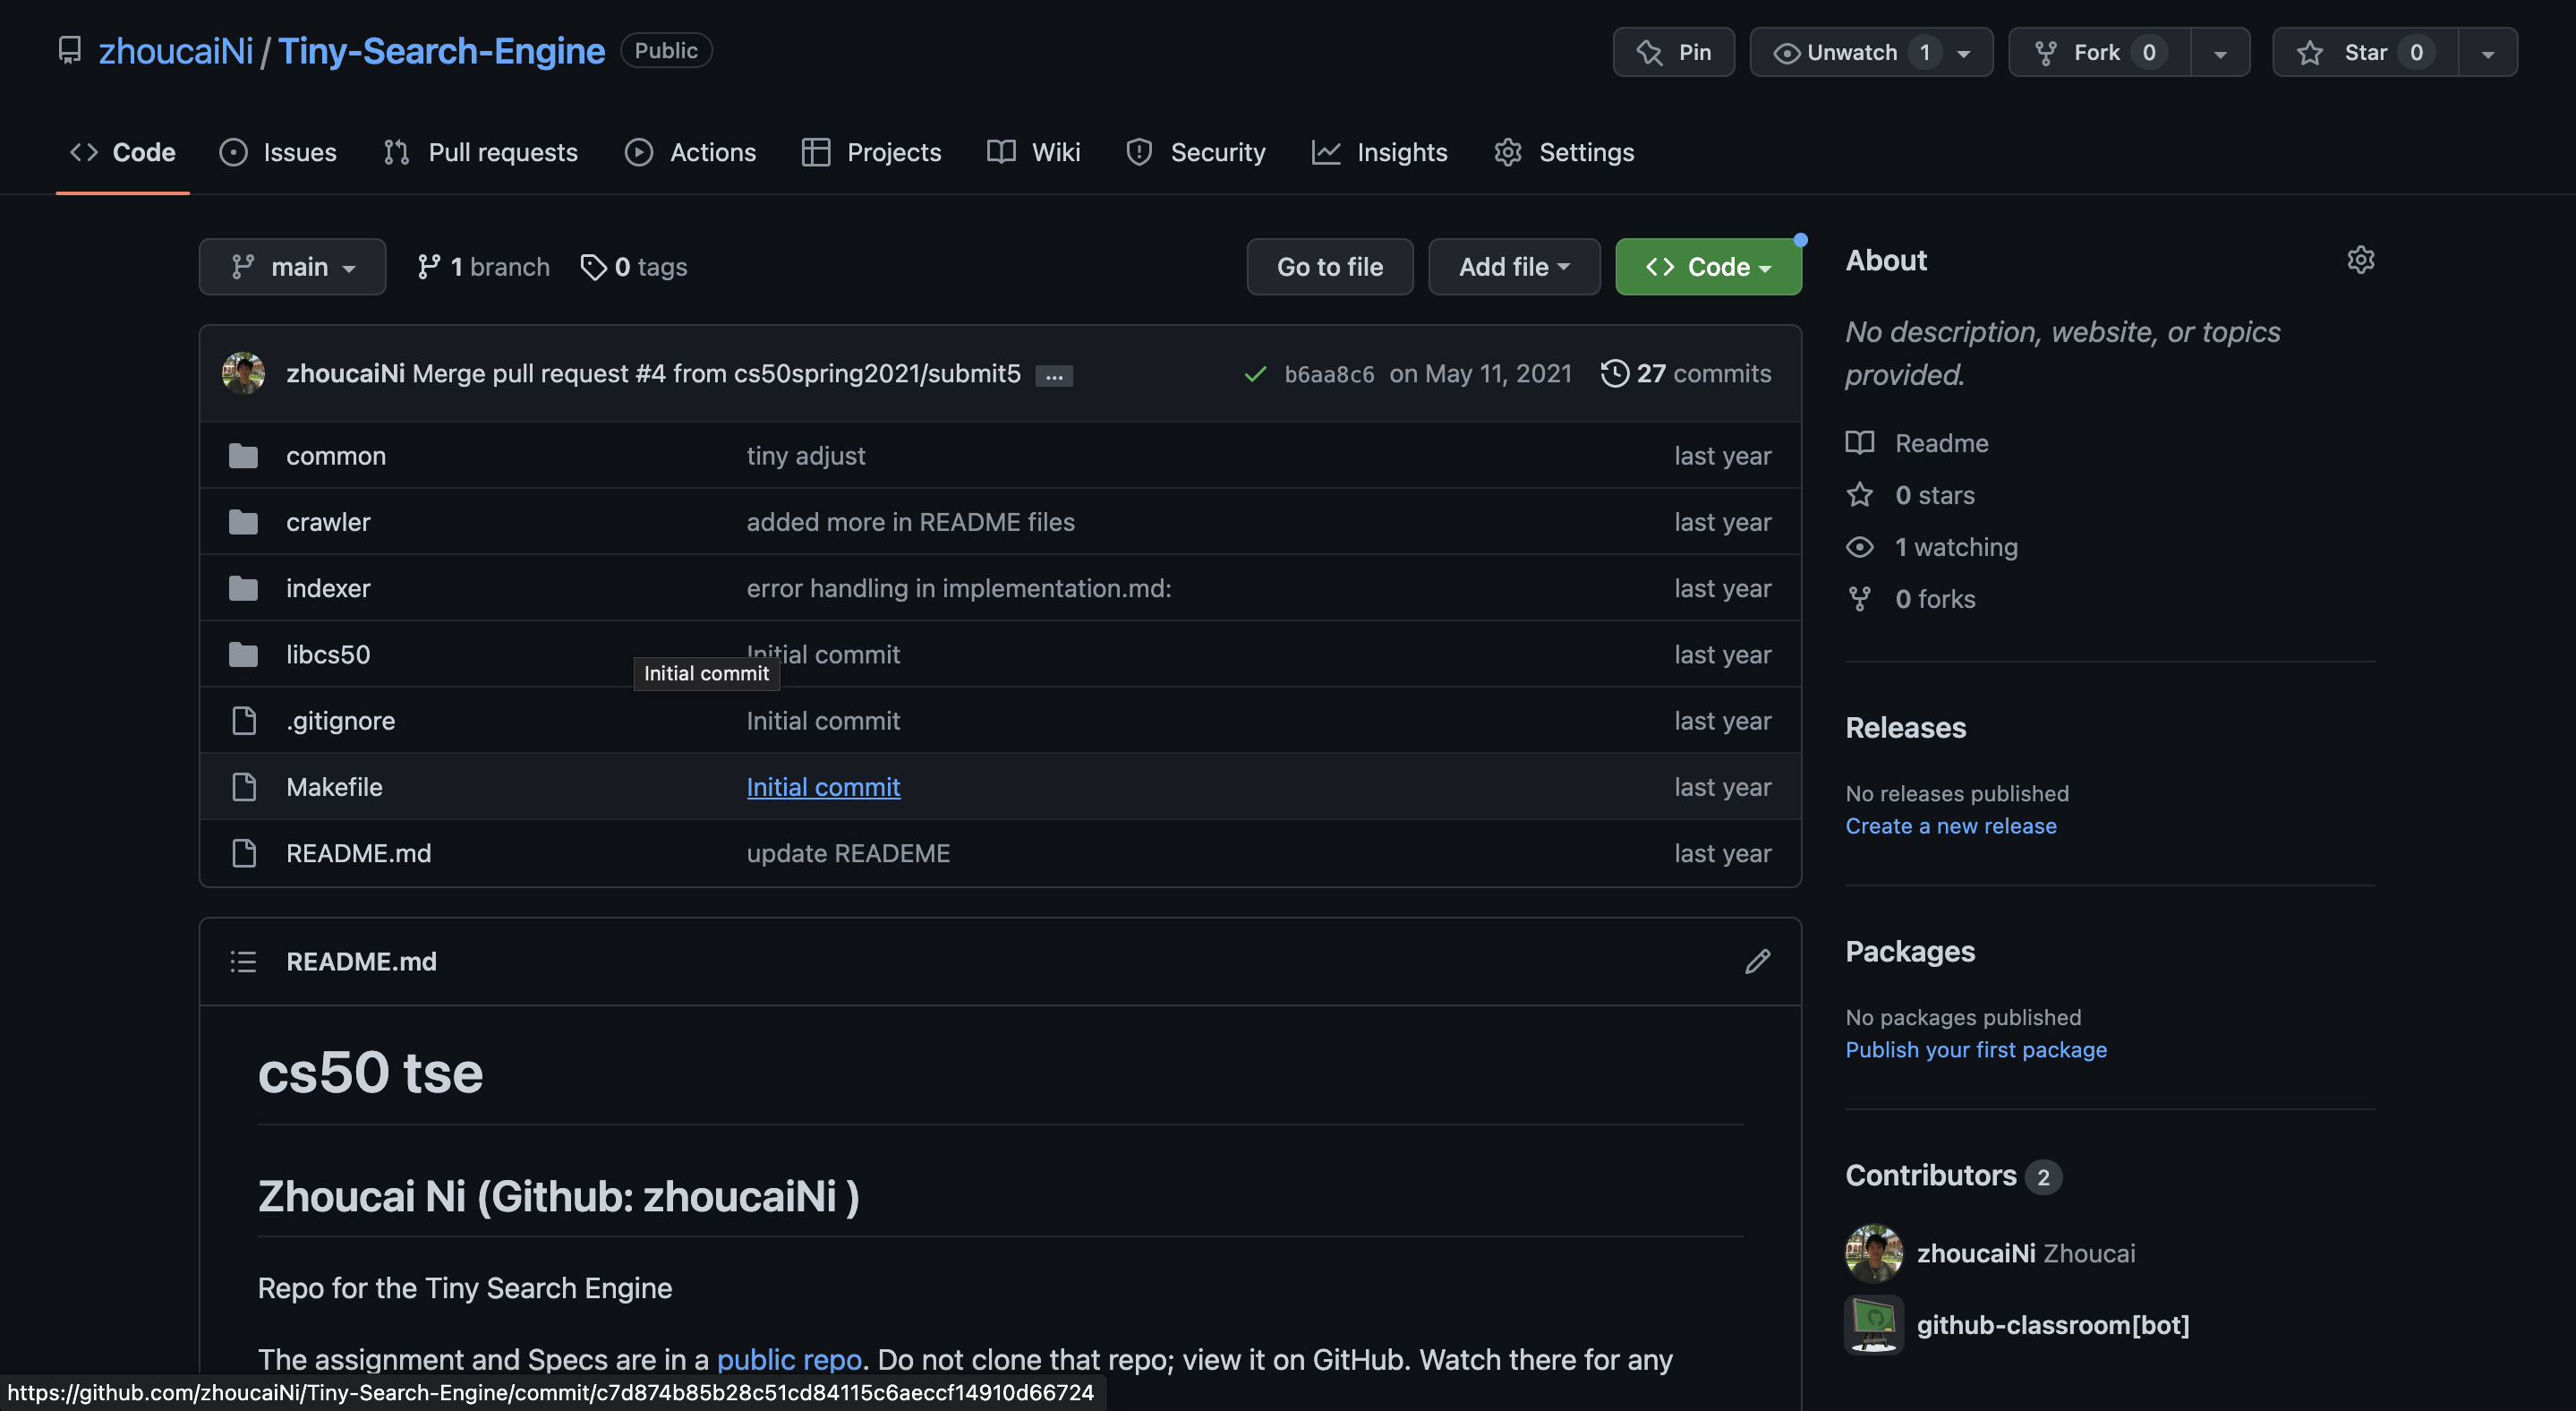 zhoucaiNi / Tiny-Search-Engine Public
Pin
Unwatch 1
Fork 0
Star 0
Code
Issues
Pull requests
Actions
Projects
Wiki
Security
Insights
Settings
main
1 branch
0 tags
Go to file
Add file
Code
zhoucaiNi Merge pull request #4 from cs50spring2021/submit5 ...
b6aa8c6 on May 11, 2021
27 commits
common tiny adjust last year
crawler added more in README files last year
indexer error handling in implementation.md: last year
libcs50 Initial commit last year
Initial commit
.gitignore Initial commit last year
Makefile Initial commit last year
README.md update READEME last year
README.md
cs50 tse
Zhoucai Ni (Github: zhoucaiNi )
Repo for the Tiny Search Engine
The assignment and Specs are in a public repo. Do not clone that repo; view it on GitHub. Watch there for any
https://github.com/zhoucaiNi/Tiny-Search-Engine/commit/c7d874b85b28c51cd84115c6aeccf14910d66724
About
No description, website, or topics
provided.
Readme
0 stars
1 watching
0 forks
Releases
No releases published
Create a new release
Packages
No packages published
Publish your first package
Contributors 2
zhoucaiNi Zhoucai
github-classroom[bot]